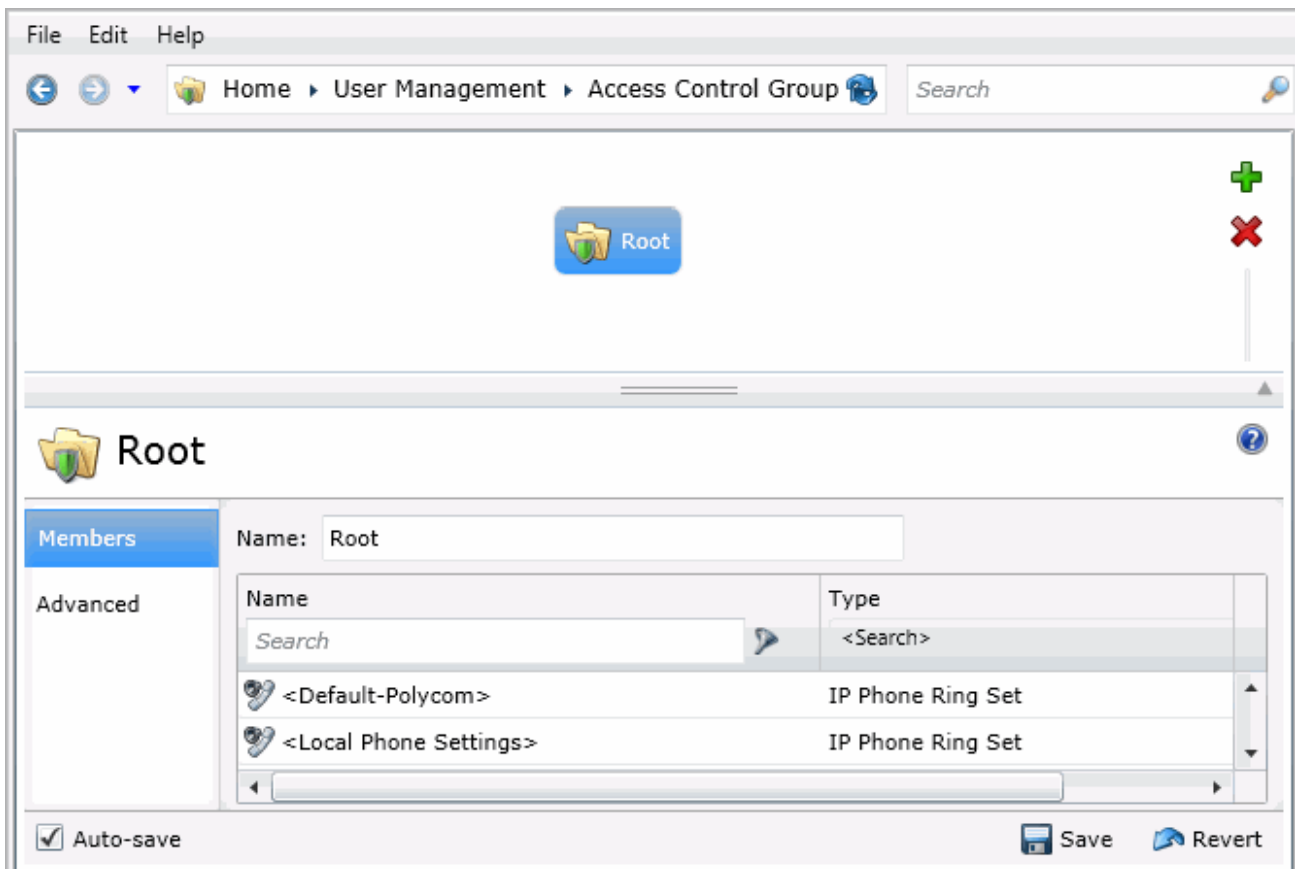 File Edit Help
Home User Management Access Control Group Search
Root
Root
Members Name: Root
Advanced Name Type
Search <Search>
<Default-Polycom> IP Phone Ring Set
<Local Phone Settings> IP Phone Ring Set
Auto-save Save Revert